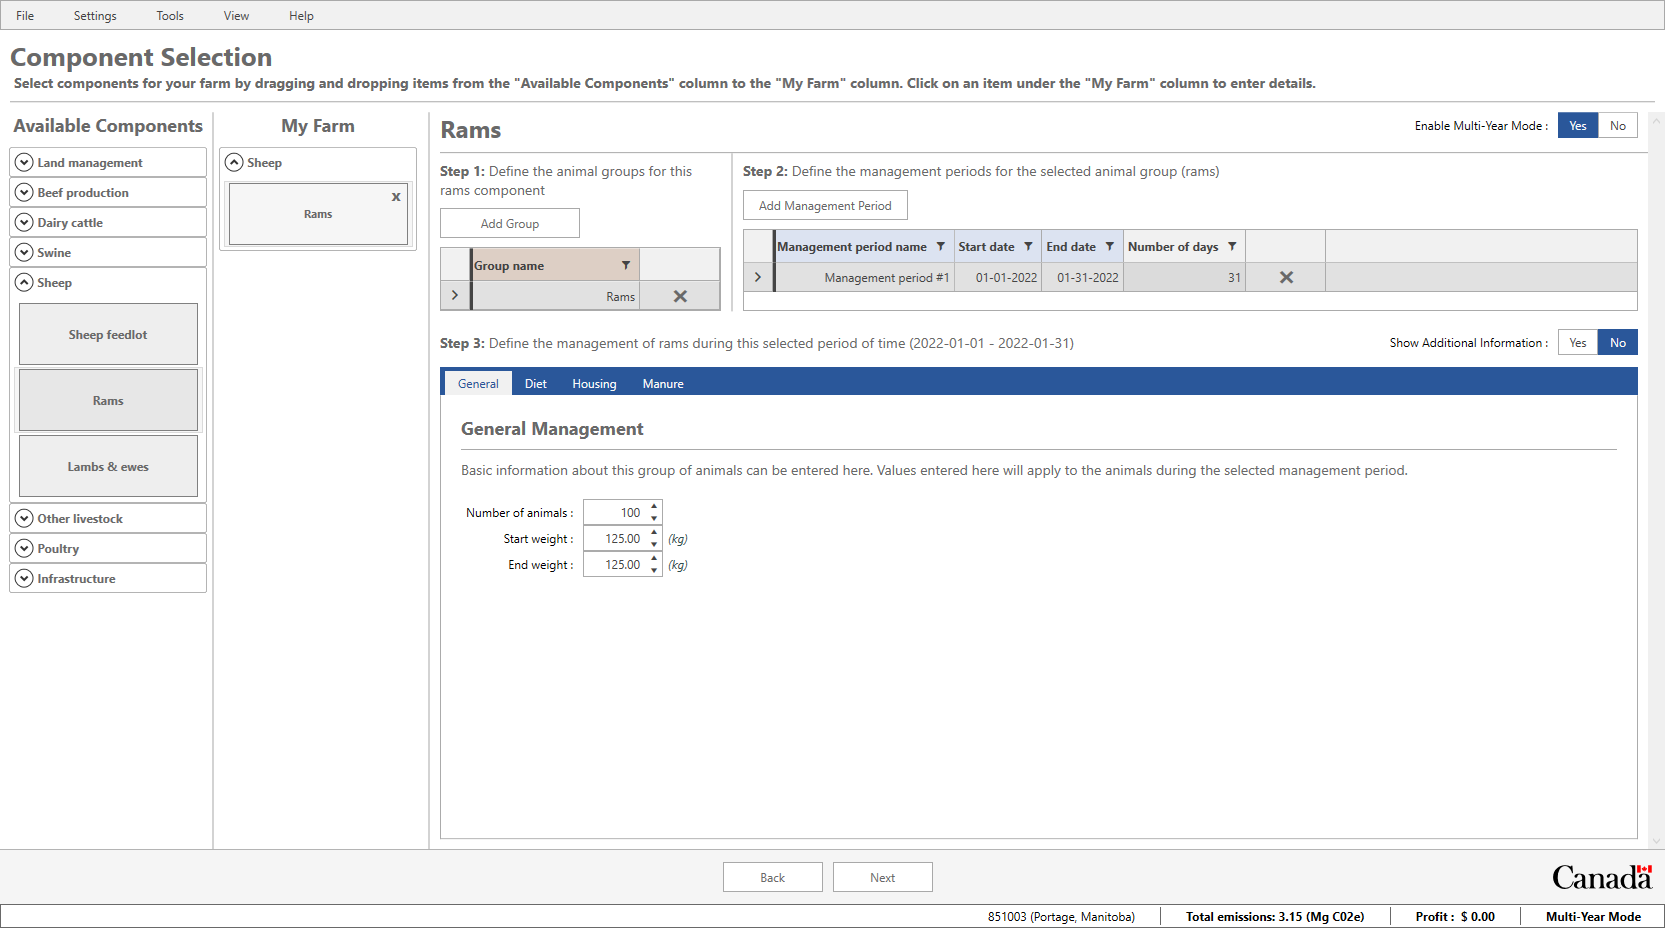 File Settings Tools View Help
Component Selection
Select components for your farm by dragging and dropping items from the "Available Components" column to the "My Farm" column. Click on an item under the "My Farm" column to enter details.
Available Components
Land management
Beef production
Dairy cattle
Swine
Sheep
Sheep feedlot
Rams
Lambs & ewes
Other livestock
Poultry
Infrastructure
My Farm
Sheep
Rams x
Rams
Enable Multi-Year Mode : Yes No
Step 1: Define the animal groups for this
rams component
Add Group
Group name
Rams
Step 2: Define the management periods for the selected animal group (rams)
Add Management Period
Management period name Start date End date Number of days
Management period #1 01-01-2022 01-31-2022 31
Step 3: Define the management of rams during this selected period of time (2022-01-01 - 2022-01-31)
Show Additional Information : Yes No
General Diet Housing Manure
General Management
Basic information about this group of animals can be entered here. Values entered here will apply to the animals during the selected management period.
Number of animals : 100
Start weight : 125.00 (kg)
End weight : 125.00 (kg)
Back Next
Canada
851003 (Portage, Manitoba) Total emissions: 3.15 (Mg C02e) Profit : $ 0.00 Multi-Year Mode